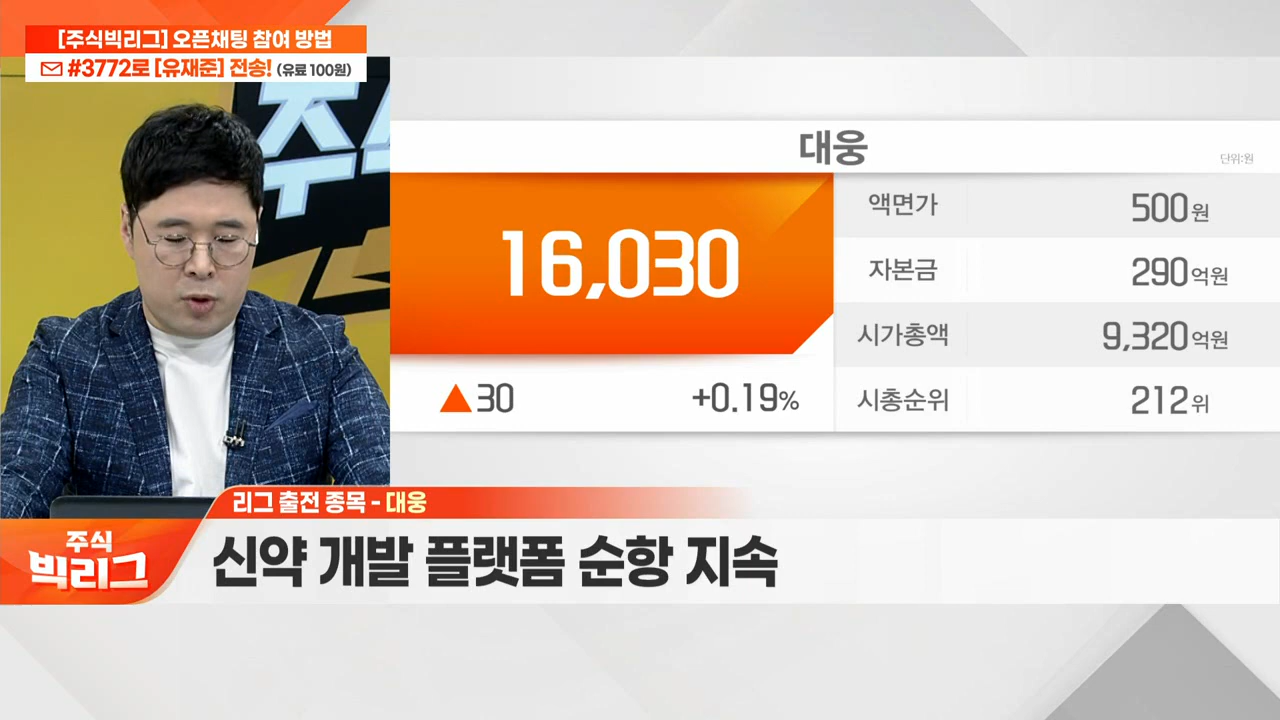 [주식빅리그] 오픈채팅 참여 방법
#3772로 [유재준] 전송! (유료 100원)
주식
대웅
단위:원
16,030
▲30 +0.19%
액면가 500원
자본금 290억원
시가총액 9,320억원
시총순위 212위
리그 출전 종목 - 대웅
주식
빅리그
신약 개발 플랫폼 순항 지속